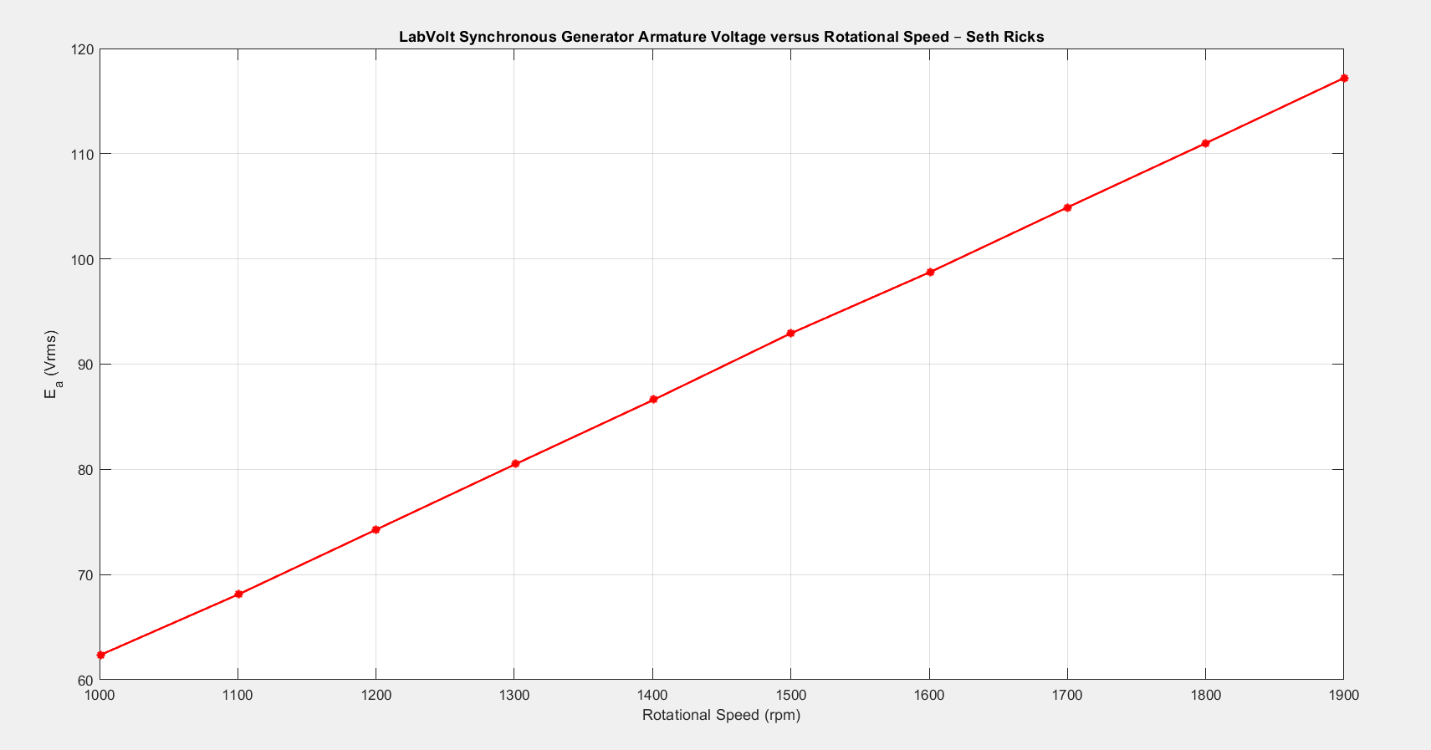 LabVolt Synchronous Generator Armature Voltage versus Rotational Speed – Seth Ricks
120
110
100
90
80
70
60
E_a (Vrms)
1000 1100 1200 1300 1400 1500 1600 1700 1800 1900
Rotational Speed (rpm)